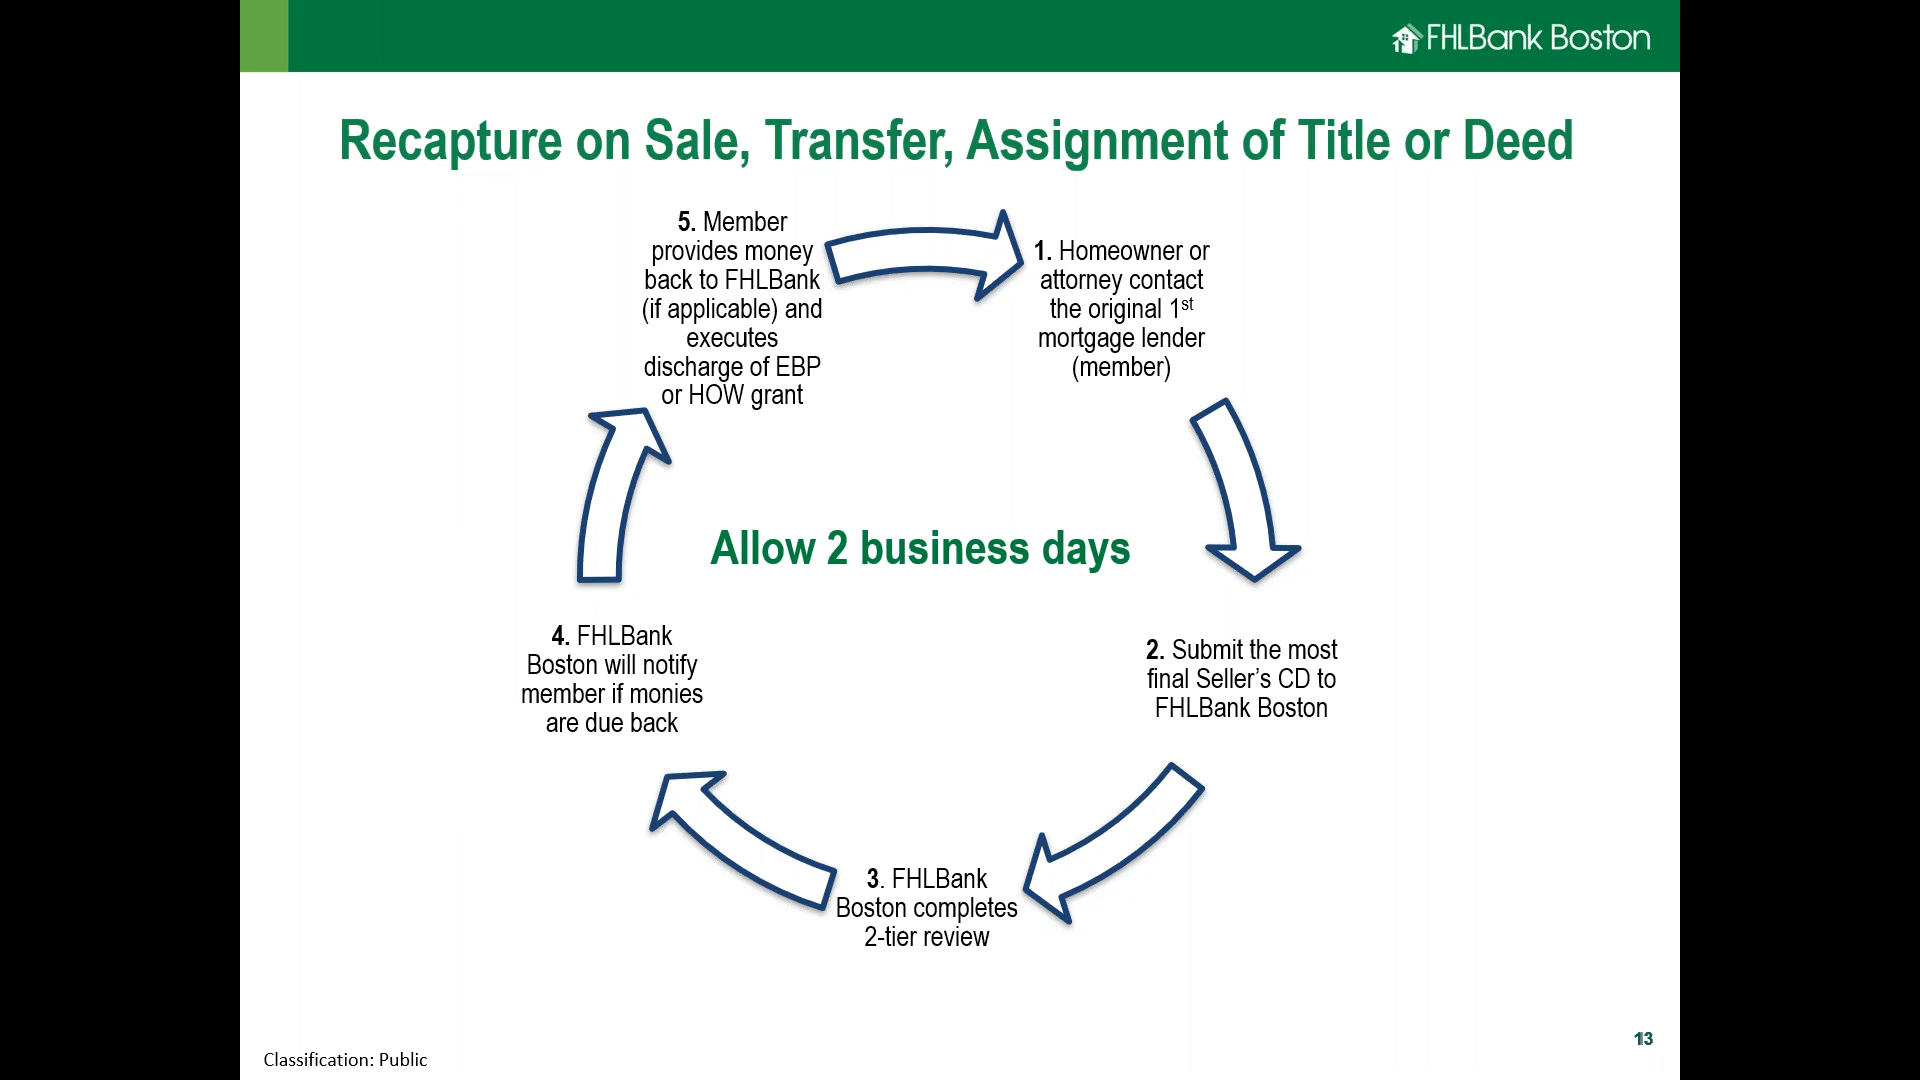 FHLBank Boston
Recapture on Sale, Transfer, Assignment of Title or Deed
1. Homeowner or
attorney contact
the original 1st
mortgage lender
(member)
2. Submit the most
final Seller’s CD to
FHLBank Boston
3. FHLBank
Boston completes
2-tier review
4. FHLBank
Boston will notify
member if monies
are due back
5. Member
provides money
back to FHLBank
(if applicable) and
executes
discharge of EBP
or HOW grant
Allow 2 business days
13
Classification: Public